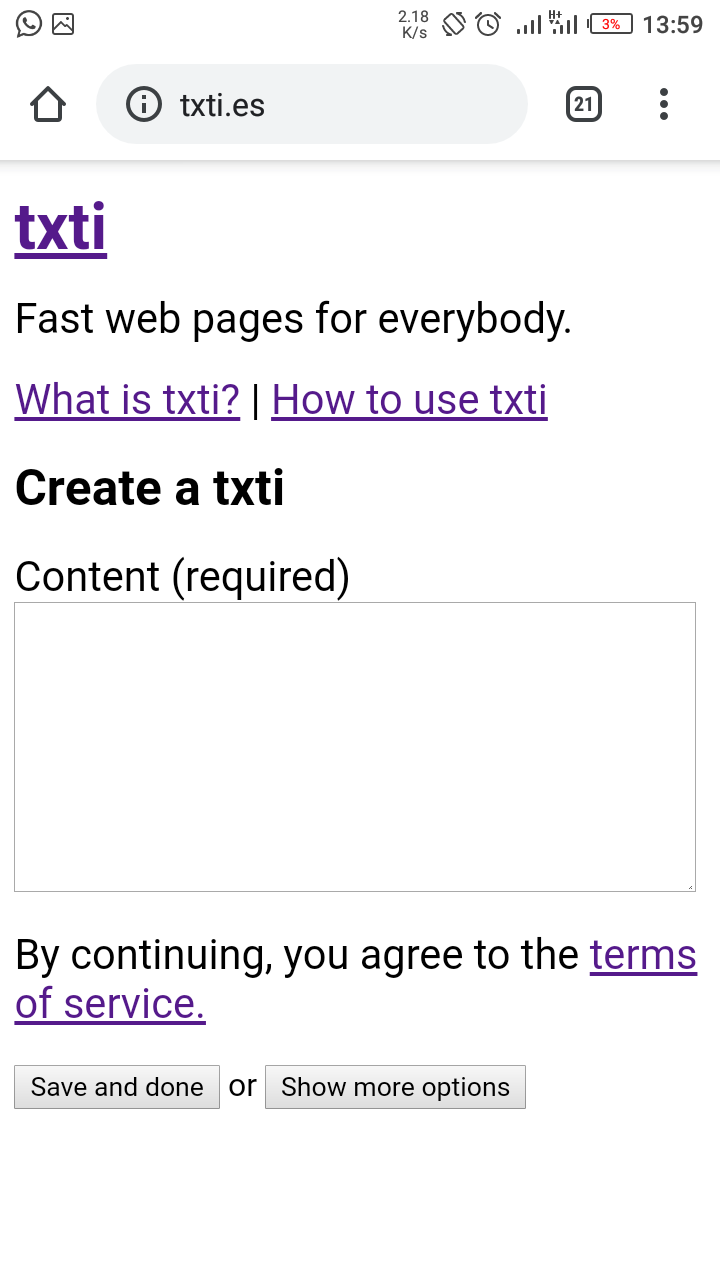 2.18
K/s
H+
3%
13:59
txti.es
21
txti
Fast web pages for everybody.
What is txti? | How to use txti
Create a txti
Content (required)
By continuing, you agree to the terms
of service.
Save and done or Show more options